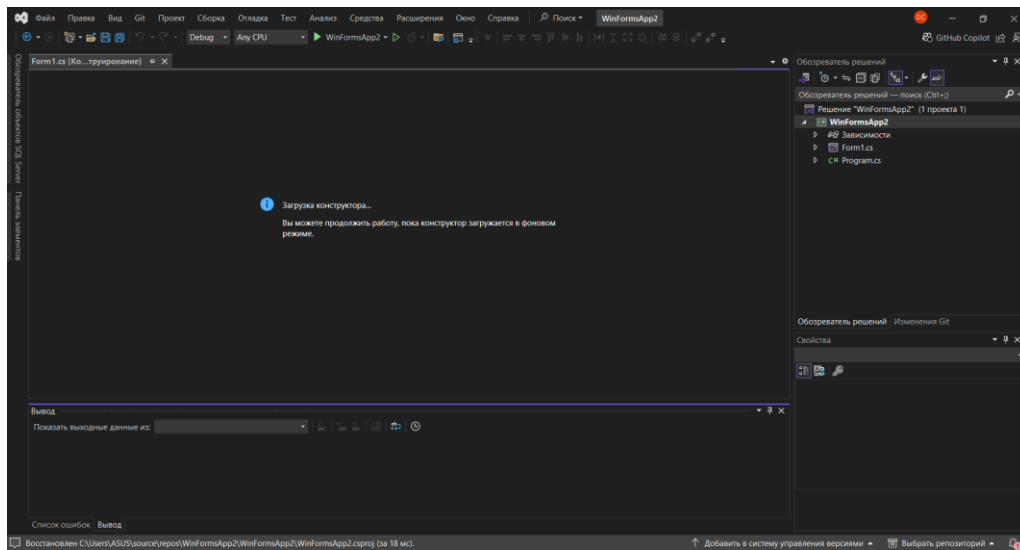 Файл Правка Вид Git Проект Сборка Отладка Тест Анализ Средства Расширения Окно Справка Поиск WinFormsApp2 DC
Debug Any CPU WinFormsApp2 GitHub Copilot
Form1.cs [Ко...труирование]
Обозреватель объектов SQL Server
Панель элементов
Загрузка конструктора...
Вы можете продолжить работу, пока конструктор загружается в фоновом
режиме.
Вывод
Показать выходные данные из:
Список ошибок Вывод
Обозреватель решений
Обозреватель решений — поиск (Ctrl+;)
Решение "WinFormsApp2" (1 проекта 1)
WinFormsApp2
Зависимости
Form1.cs
C# Program.cs
Обозреватель решений Изменения Git
Свойства
Восстановлен C:\Users\ASUS\source\repos\WinFormsApp2\WinFormsApp2\WinFormsApp2.csproj (за 18 мс). Добавить в систему управления версиями Выбрать репозиторий